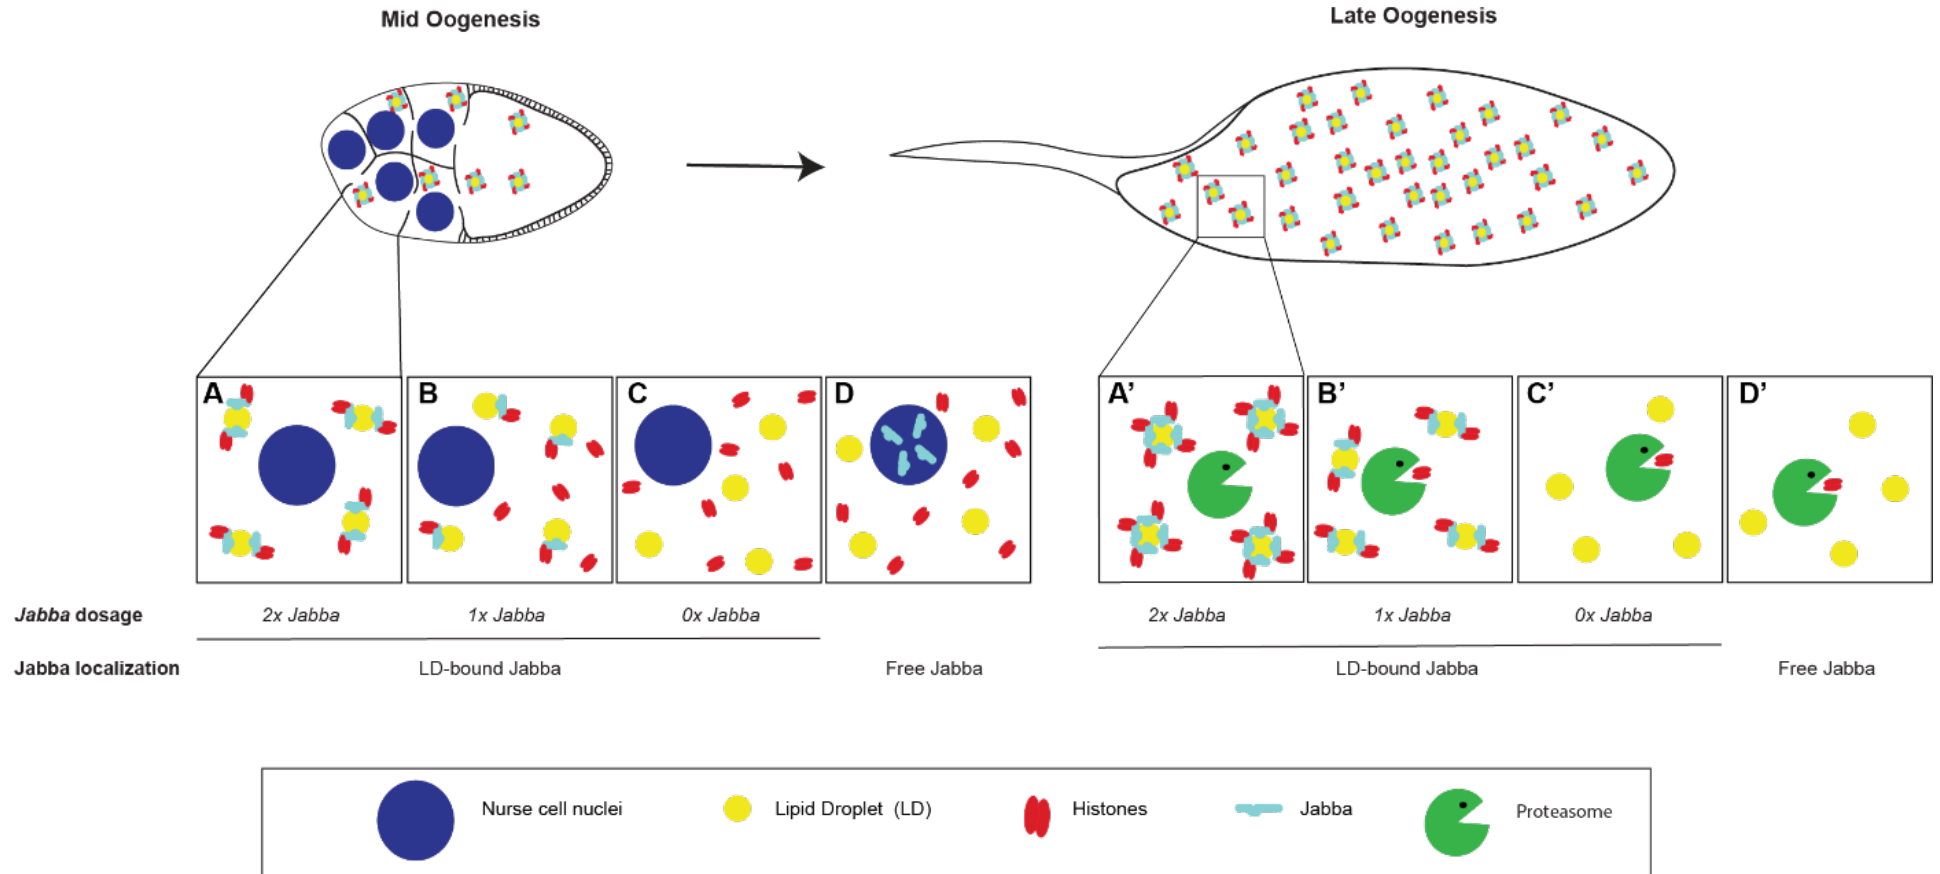 Mid Oogenesis
Late Oogenesis
A B C D A’ B’ C’ D’
Jabba dosage 2x Jabba 1x Jabba 0x Jabba 2x Jabba 1x Jabba 0x Jabba
Jabba localization LD-bound Jabba Free Jabba LD-bound Jabba Free Jabba
Nurse cell nuclei Lipid Droplet (LD) Histones Jabba Proteasome